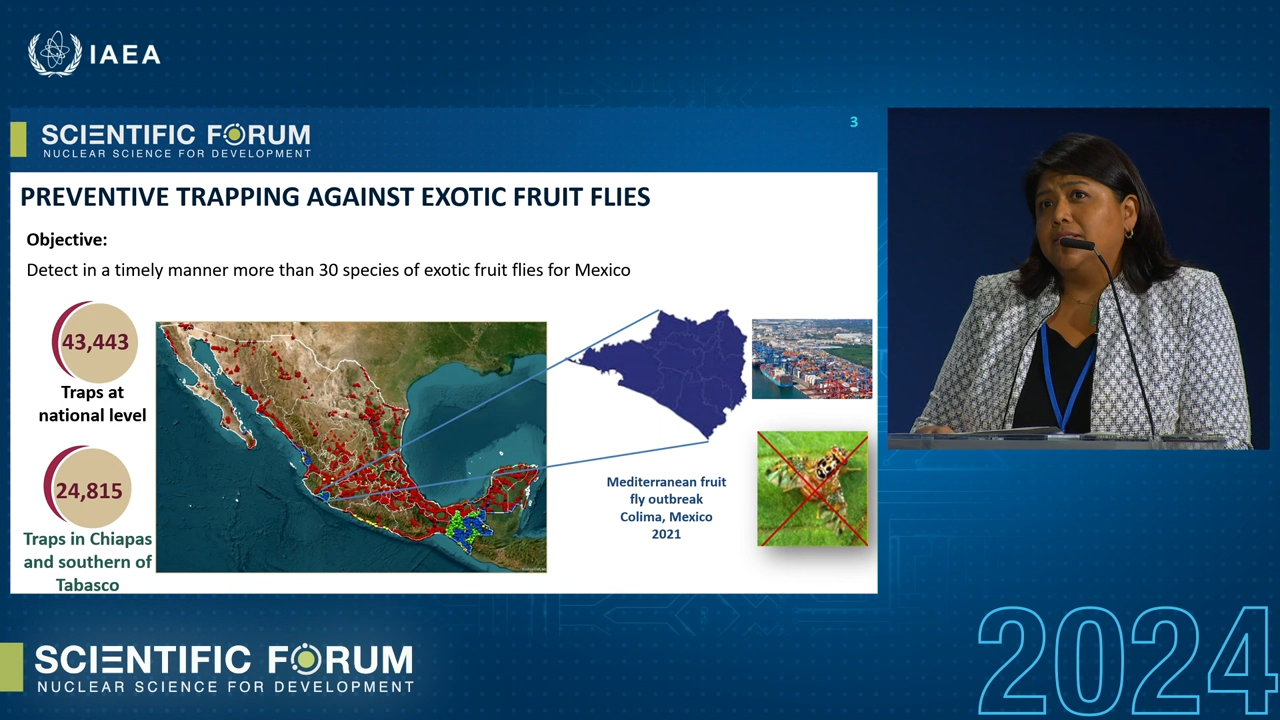 IAEA
SCIENTIFIC FORUM
NUCLEAR SCIENCE FOR DEVELOPMENT
3
PREVENTIVE TRAPPING AGAINST EXOTIC FRUIT FLIES
Objective:
Detect in a timely manner more than 30 species of exotic fruit flies for Mexico
43,443
Traps at
national level
24,815
Traps in Chiapas
and southern of
Tabasco
Mediterranean fruit
fly outbreak
Colima, Mexico
2021
SCIENTIFIC FORUM
NUCLEAR SCIENCE FOR DEVELOPMENT
2024